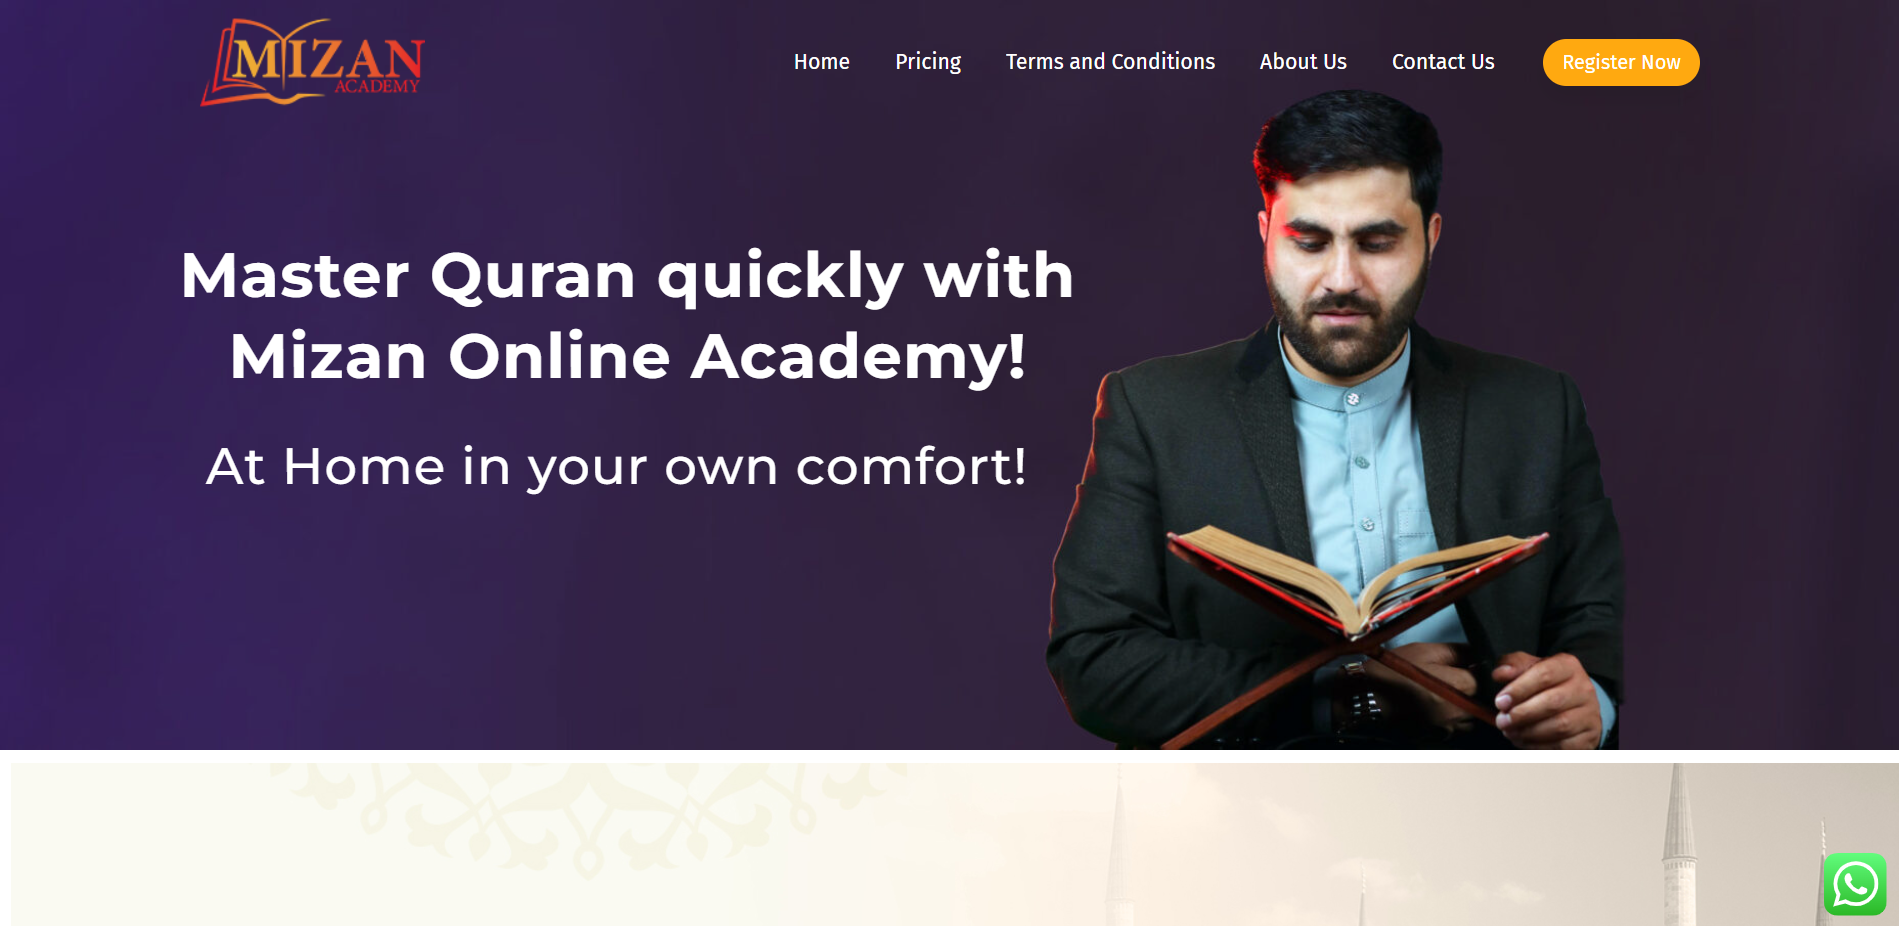 MIZAN
ACADEMY
Home
Pricing
Terms and Conditions
About Us
Contact Us
Register Now
Master Quran quickly with
Mizan Online Academy!
At Home in your own comfort!